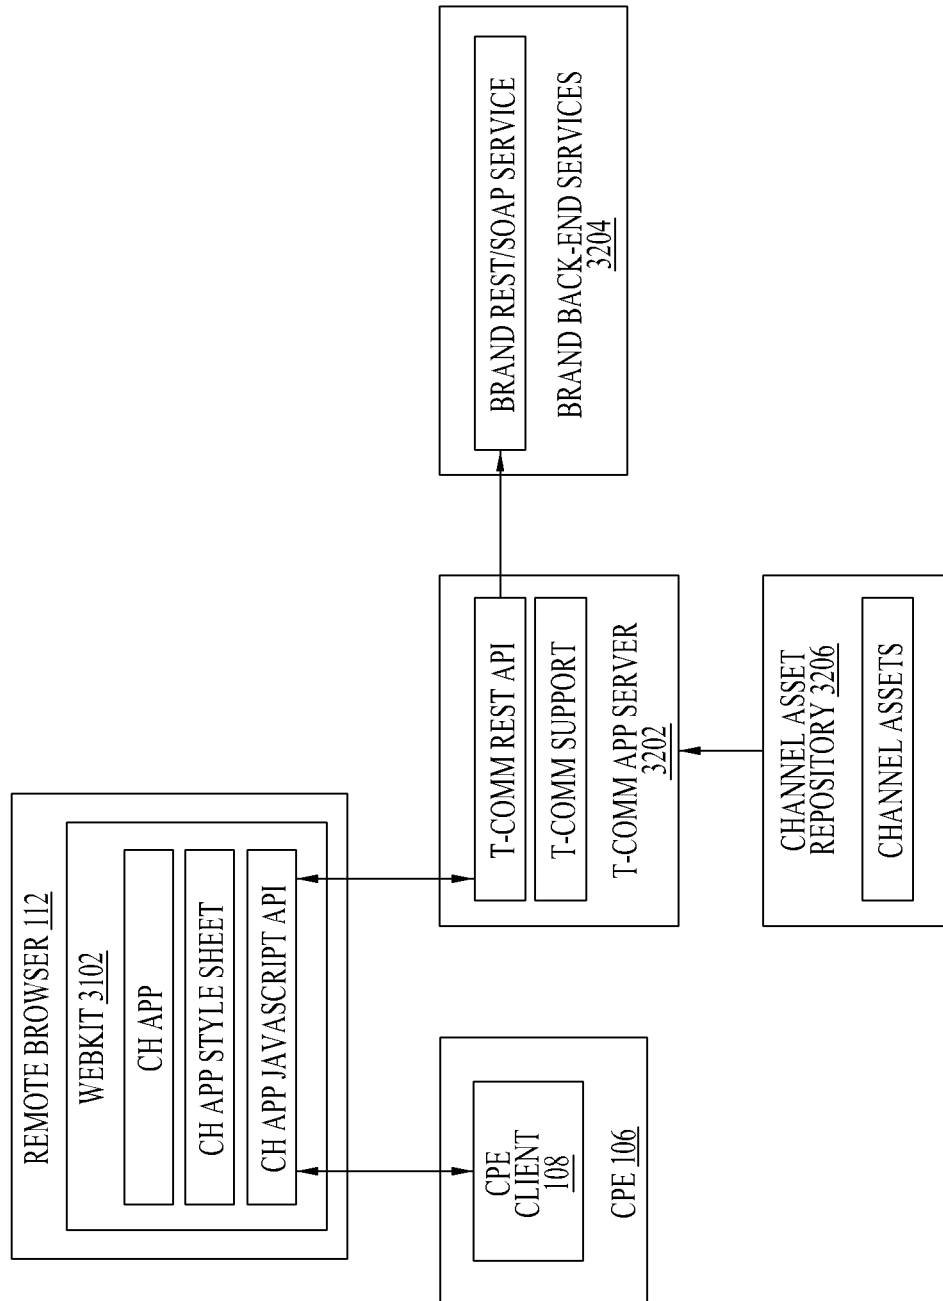 REMOTE BROWSER 112
WEBKIT 3102
CH APP
CH APP STYLE SHEET
CH APP JAVASCRIPT API
CPE
CLIENT
108
CPE 106
T-COMM REST API
T-COMM SUPPORT
T-COMM APP SERVER
3202
BRAND REST/SOAP SERVICE
BRAND BACK-END SERVICES
3204
CHANNEL ASSET
REPOSITORY 3206
CHANNEL ASSETS